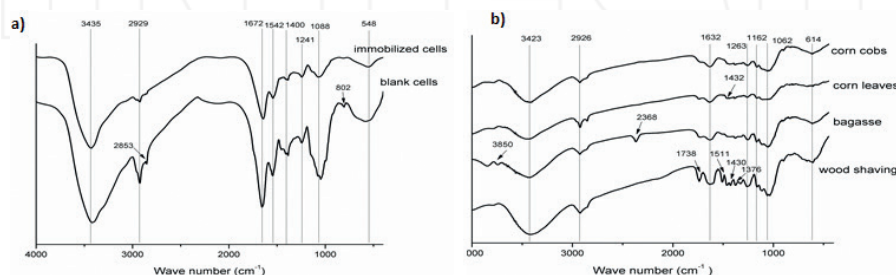 a)
3435 2929 1672 1542 1400 1088 548
1241
immobilized cells
blank cells
802
2853
4000 3000 2000 1000
Wave number (cm⁻¹)
b)
3423 2926 1632 1263 1162 1062 614
corn cobs
1432
corn leaves
2368
bagasse
3850
1738 1511 1430 1376
wood shaving
000 3000 2000 1000
Wave number (cm⁻¹)